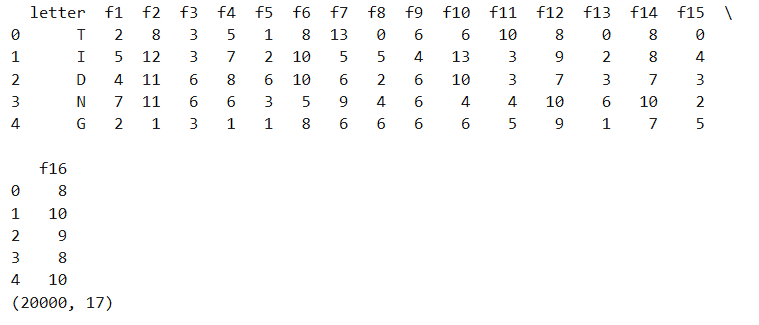 letter f1 f2 f3 f4 f5 f6 f7 f8 f9 f10 f11 f12 f13 f14 f15 \
0 T 2 8 3 5 1 8 13 0 6 6 10 8 0 8 0
1 I 5 12 3 7 2 10 5 5 4 13 3 9 2 8 4
2 D 4 11 6 8 6 10 6 2 6 10 3 7 3 7 3
3 N 7 11 6 6 3 5 9 4 6 4 4 10 6 10 2
4 G 2 1 3 1 1 8 6 6 6 6 5 9 1 7 5
f16
0 8
1 10
2 9
3 8
4 10
(20000, 17)